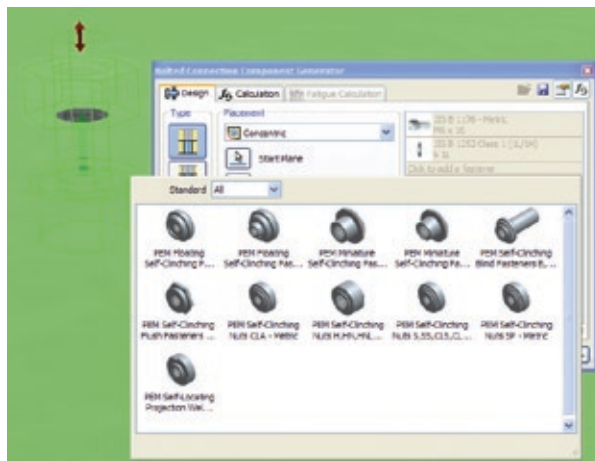 Bolted Connection Component Generator
Design
Calculation
Fatigue Calculation
Type
Placement
Concentric
Start Plane
Click to add a fastener
Standard All
PEM Floating Self-Clinching F...
PEM Floating Self-Clinching Fas...
PEM Miniature Self-Clinching Fas...
PEM Miniature Self-Clinching Fa...
PEM Self-Clinching Blind Fasteners B, ...
PEM Self-Clinching Flush Fasteners ...
PEM Self-Clinching Nuts CLA - Metric
PEM Self-Clinching Nuts H,HN,HNL, ...
PEM Self-Clinching Nuts S,SS,CLS,CL...
PEM Self-Clinching Nuts SP - Metric
PEM Self-Locating Projection Wel...